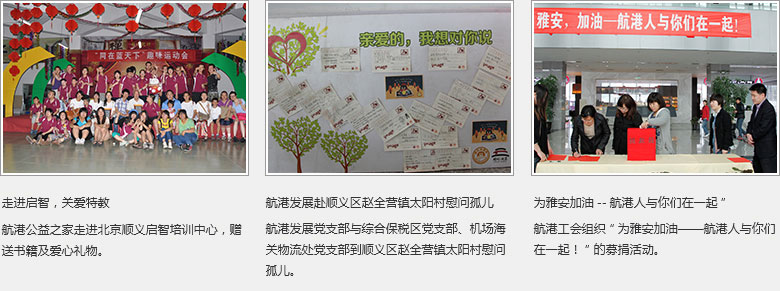 "同在蓝天下"趣味运动会
亲爱的，我想对你说
雅安，加油—航港人与你们在一起！
走进启智，关爱特教
航港公益之家走进北京顺义启智培训中心，赠
送书籍及爱心礼物。
航港发展赴顺义区赵全营镇太阳村慰问孤儿
航港发展党支部与综合保税区党支部、机场海
关物流处党支部到顺义区赵全营镇太阳村慰问
孤儿。
为雅安加油 -- 航港人与你们在一起＂
航港工会组织＂为雅安加油——航港人与你们
在一起！＂的募捐活动。